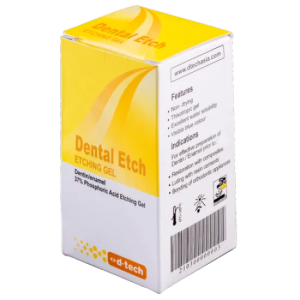 Dental Etch
ETCHING GEL
Dentin/enamel
37% Phosphoric Acid Etching Gel
d-tech
www.dtechasia.com
Features
- Non-drying
- Thixotropic gel
- Excellent water solubility
- Visible blue colour
Indications
For effective preparation of
Dentin / Enamel prior to:
- Restoration with composites
- Luting with resin cements
- Bonding of orthodontic appliances